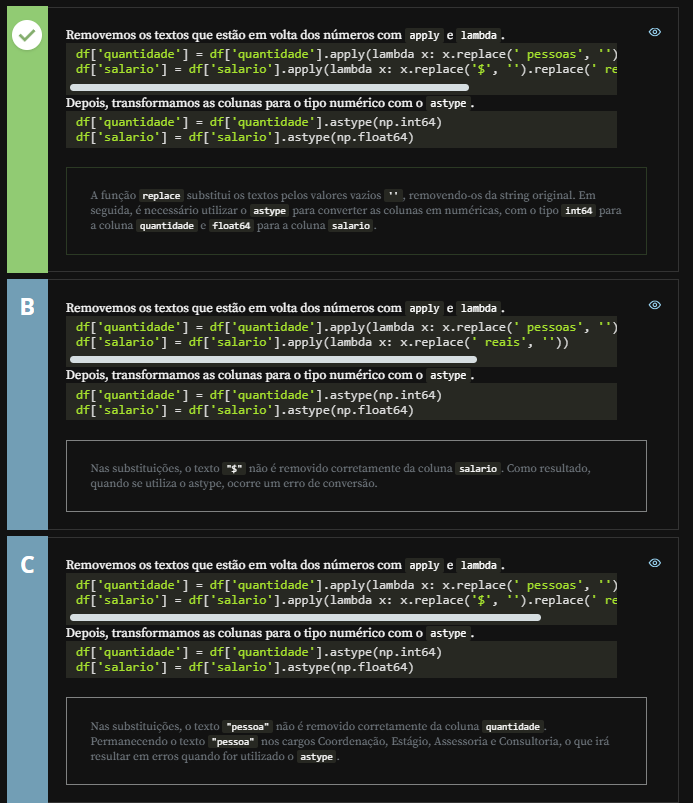 Removemos os textos que estão em volta dos números com apply e lambda.
df['quantidade'] = df['quantidade'].apply(lambda x: x.replace(' pessoas', '')
df['salario'] = df['salario'].apply(lambda x: x.replace('$', '').replace(' re
Depois, transformamos as colunas para o tipo numérico com o astype.
df['quantidade'] = df['quantidade'].astype(np.int64)
df['salario'] = df['salario'].astype(np.float64)
A função replace substitui os textos pelos valores vazios '', removendo-os da string original. Em
seguida, é necessário utilizar o astype para converter as colunas em numéricas, com o tipo int64 para
a coluna quantidade e float64 para a coluna salario.
B
Removemos os textos que estão em volta dos números com apply e lambda.
df['quantidade'] = df['quantidade'].apply(lambda x: x.replace(' pessoas', '')
df['salario'] = df['salario'].apply(lambda x: x.replace(' reais', ''))
Depois, transformamos as colunas para o tipo numérico com o astype.
df['quantidade'] = df['quantidade'].astype(np.int64)
df['salario'] = df['salario'].astype(np.float64)
Nas substituições, o texto "$" não é removido corretamente da coluna salario. Como resultado,
quando se utiliza o astype, ocorre um erro de conversão.
C
Removemos os textos que estão em volta dos números com apply e lambda.
df['quantidade'] = df['quantidade'].apply(lambda x: x.replace(' pessoas', '')
df['salario'] = df['salario'].apply(lambda x: x.replace('$', '').replace(' re
Depois, transformamos as colunas para o tipo numérico com o astype.
df['quantidade'] = df['quantidade'].astype(np.int64)
df['salario'] = df['salario'].astype(np.float64)
Nas substituições, o texto "pessoa" não é removido corretamente da coluna quantidade.
Permanecendo o texto "pessoa" nos cargos Coordenação, Estágio, Assessoria e Consultoria, o que irá
resultar em erros quando for utilizado o astype.